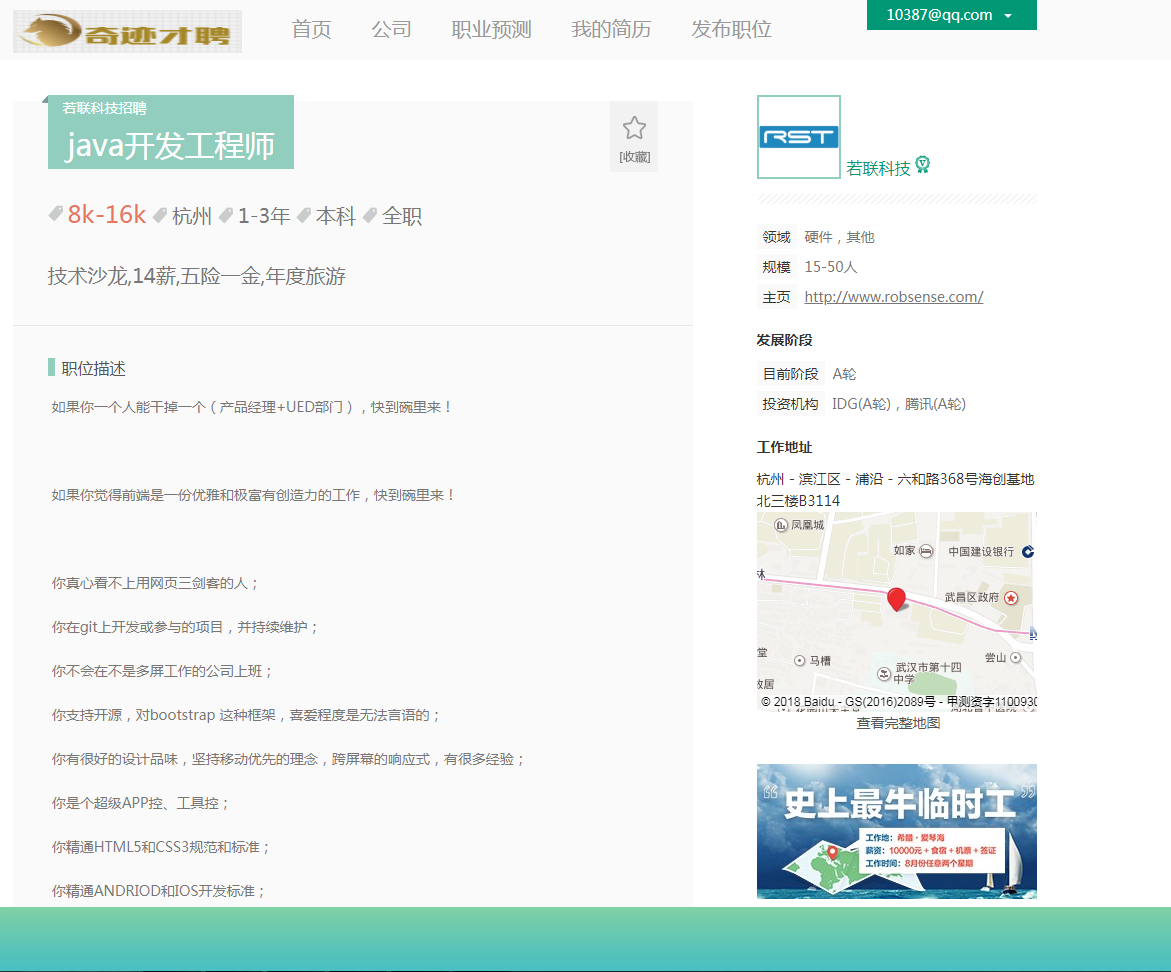 奇迹才聘
首页 公司 职业预测 我的简历 发布职位
10387@qq.com
若联科技招聘
java开发工程师
[收藏]
8k-16k 杭州 1-3年 本科 全职
技术沙龙,14薪,五险一金,年度旅游
职位描述
如果你一个人能干掉一个（产品经理+UED部门），快到碗里来！
如果你觉得前端是一份优雅和极富有创造力的工作，快到碗里来！
你真心看不上用网页三剑客的人；
你在git上开发或参与的项目，并持续维护；
你不会在不是多屏工作的公司上班；
你支持开源，对bootstrap 这种框架，喜爱程度是无法言语的；
你有很好的设计品味，坚持移动优先的理念，跨屏幕的响应式，有很多经验；
你是个超级APP控、工具控；
你精通HTML5和CSS3规范和标准；
你精通ANDRIOD和IOS开发标准；
RST
若联科技
领域 硬件，其他
规模 15-50人
主页 http://www.robsense.com/
发展阶段
目前阶段 A轮
投资机构 IDG(A轮)，腾讯(A轮)
工作地址
杭州 - 滨江区 - 浦沿 - 六和路368号海创基地
北三楼B3114
凤凰城
如家
中国建设银行
林
武昌区政府
堂
马槽
尝山
武汉市第十四
中学
故居
© 2018 Baidu - GS(2016)2089号 - 甲测资字1100930
查看完整地图
史上最牛临时工
工作地：希腊·爱琴海
薪资：10000元+食宿+机票+签证
工作时间：8月份任意两个星期